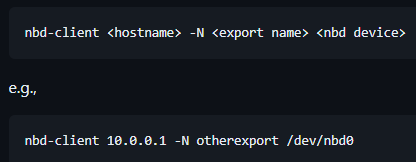 nbd-client <hostname> -N <export name> <nbd device>
e.g.,
nbd-client 10.0.0.1 -N otherexport /dev/nbd0